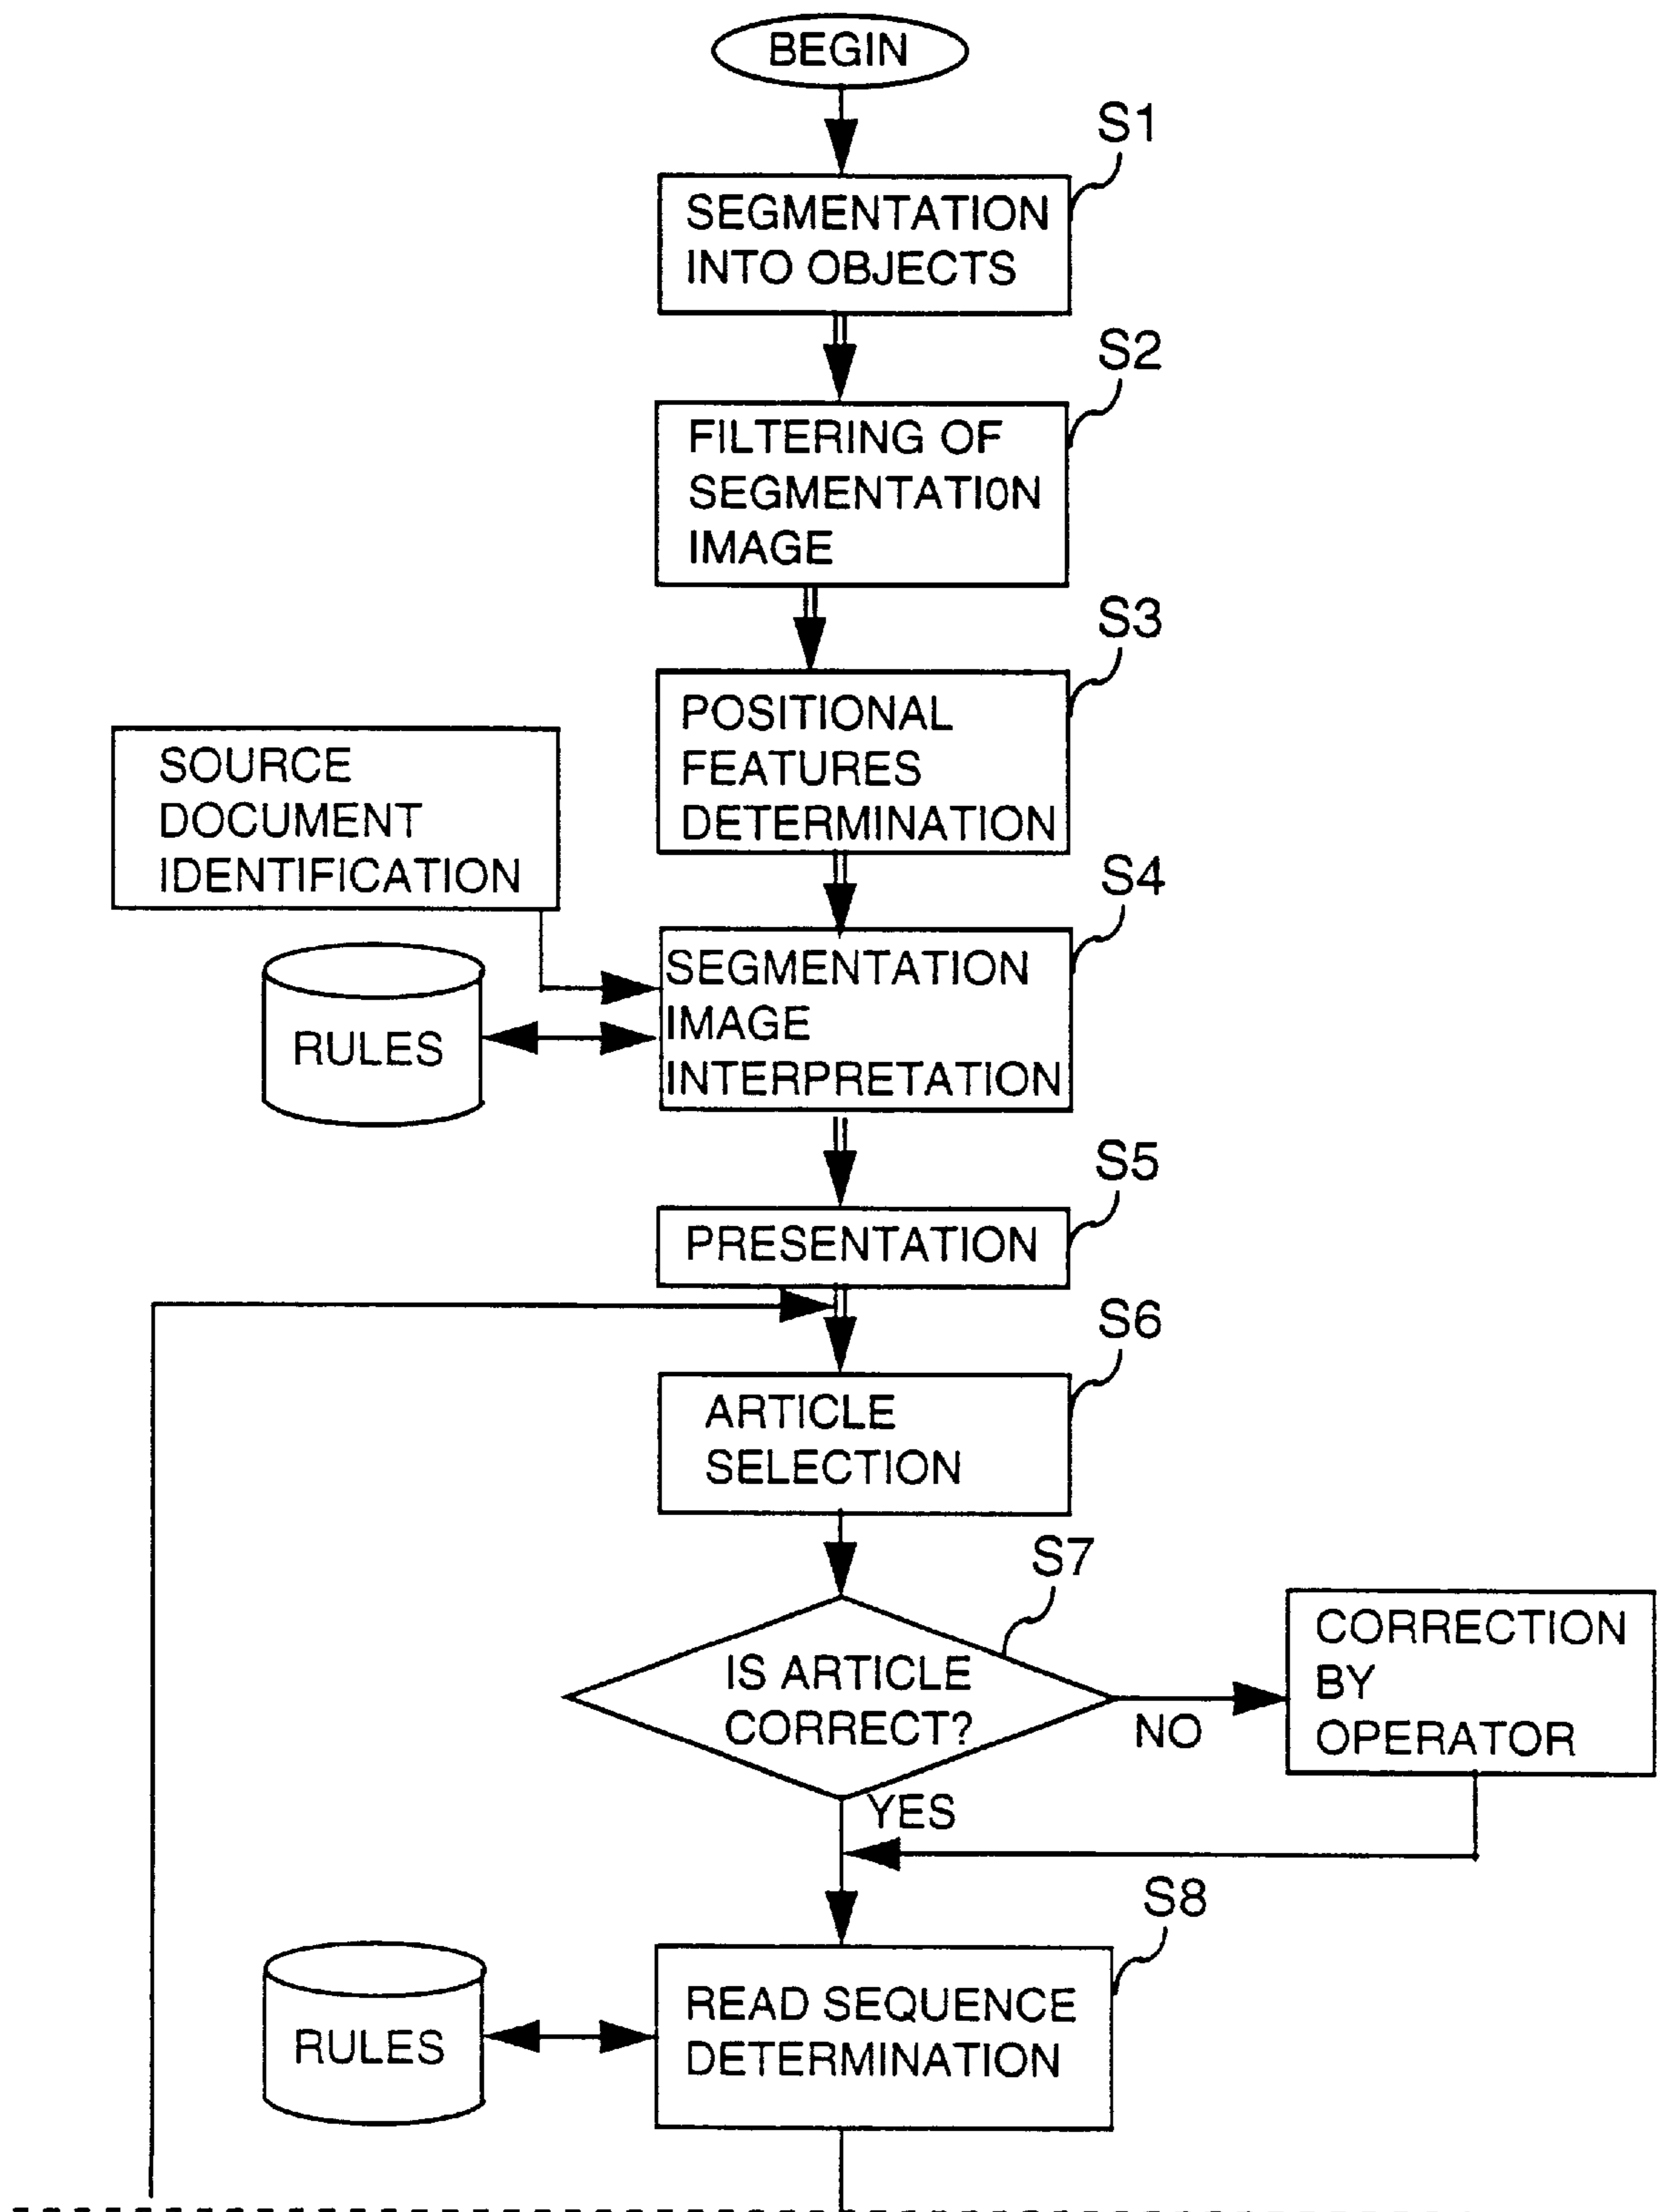 BEGIN
S1
SEGMENTATION
INTO OBJECTS
S2
FILTERING OF
SEGMENTATION
IMAGE
S3
POSITIONAL
FEATURES
DETERMINATION
SOURCE
DOCUMENT
IDENTIFICATION
S4
SEGMENTATION
IMAGE
INTERPRETATION
RULES
S5
PRESENTATION
S6
ARTICLE
SELECTION
S7
IS ARTICLE
CORRECT?
NO
CORRECTION
BY
OPERATOR
YES
S8
READ SEQUENCE
DETERMINATION
RULES